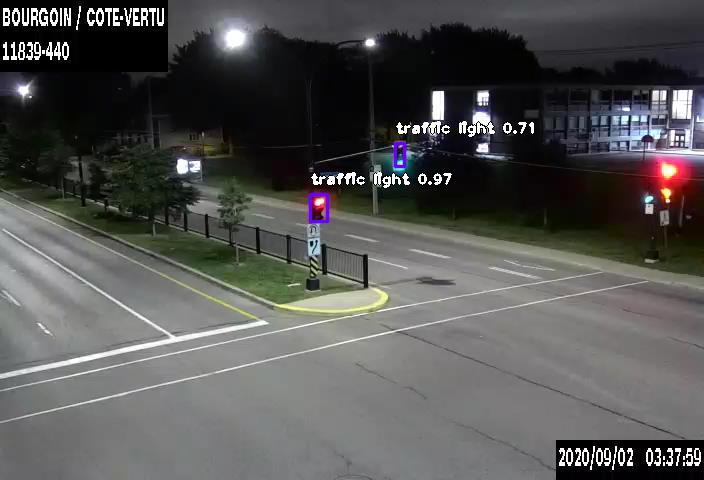 BOURGOIN / COTE-VERTU
11839-440
traffic light 0.71
traffic light 0.97
2020/09/02 03:37:59